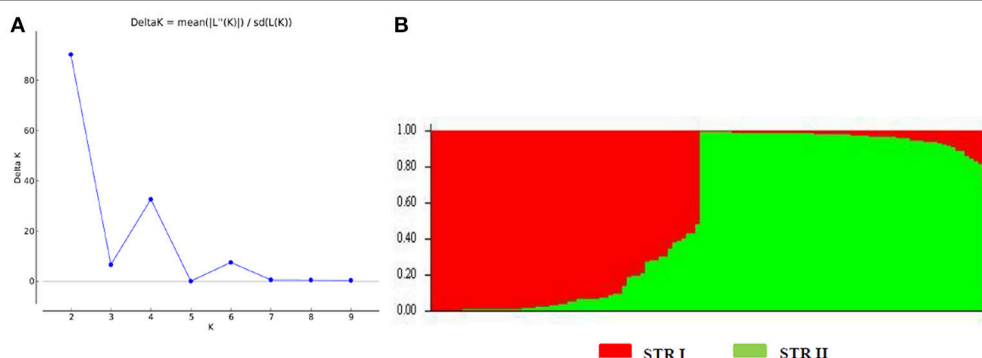 A
DeltaK = mean(|L''(K)|) / sd(L(K))
80
60
40
20
0
Delta K
2 3 4 5 6 7 8 9
K
B
1.00
0.80
0.60
0.40
0.20
0.00
STR I STR II